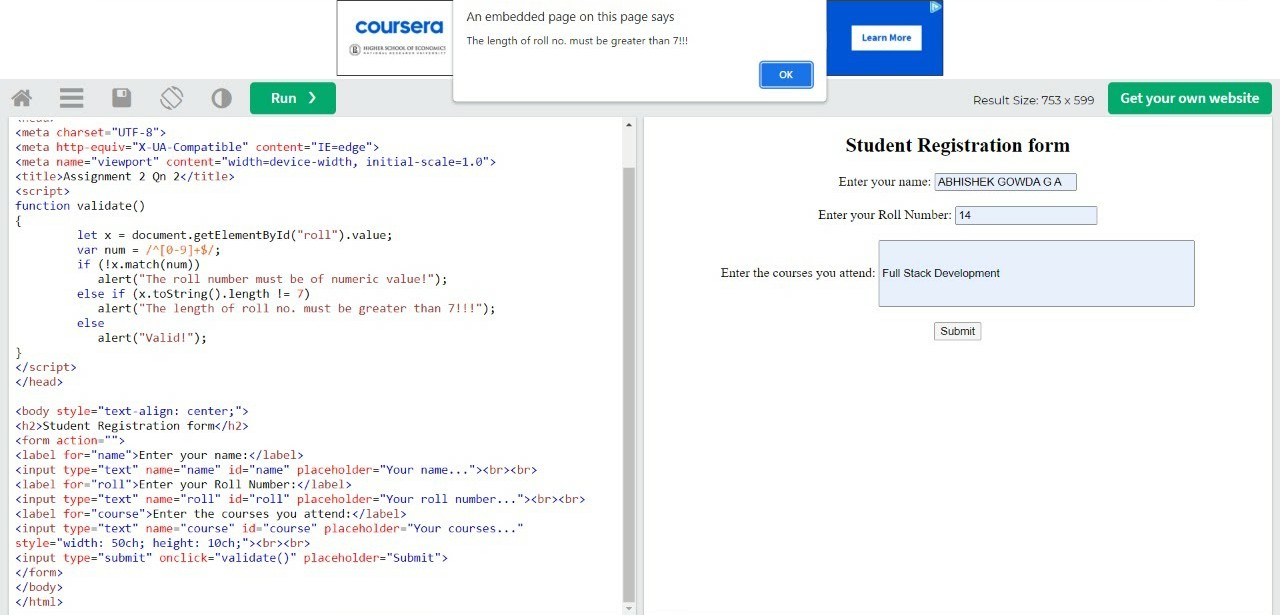 coursera
HIGHER SCHOOL OF ECONOMICS
NATIONAL RESEARCH UNIVERSITY
An embedded page on this page says
The length of roll no. must be greater than 7!!!
OK
Learn More
Run ❯
Result Size: 753 x 599
Get your own website
<meta charset="UTF-8">
<meta http-equiv="X-UA-Compatible" content="IE=edge">
<meta name="viewport" content="width=device-width, initial-scale=1.0">
<title>Assignment 2 Qn 2</title>
<script>
function validate()
{
let x = document.getElementById("roll").value;
var num = /^[0-9]+$/;
if (!x.match(num))
alert("The roll number must be of numeric value!");
else if (x.toString().length != 7)
alert("The length of roll no. must be greater than 7!!!");
else
alert("Valid!");
}
</script>
</head>
<body style="text-align: center;">
<h2>Student Registration form</h2>
<form action="">
<label for="name">Enter your name:</label>
<input type="text" name="name" id="name" placeholder="Your name..."><br><br>
<label for="roll">Enter your Roll Number:</label>
<input type="text" name="roll" id="roll" placeholder="Your roll number..."><br><br>
<label for="course">Enter the courses you attend:</label>
<input type="text" name="course" id="course" placeholder="Your courses..."
style="width: 50ch; height: 10ch;"><br><br>
<input type="submit" onclick="validate()" placeholder="Submit">
</form>
</body>
</html>
Student Registration form
Enter your name: ABHISHEK GOWDA G A
Enter your Roll Number: 14
Enter the courses you attend: Full Stack Development
Submit